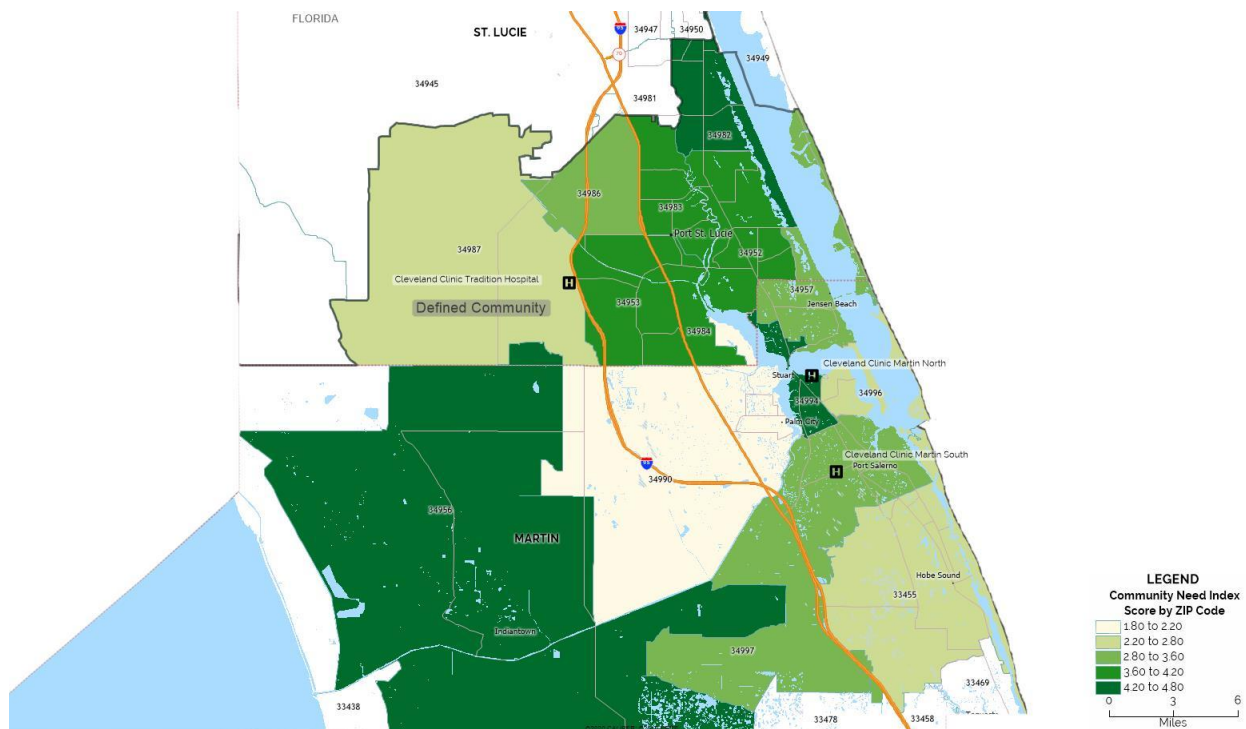 FLORIDA
ST. LUCIE
95
34947
34950
70
34949
34945
34981
34982
34986
34983
Port St. Lucie
34987
34952
Cleveland Clinic Tradition Hospital
H
34957
Jensen Beach
Defined Community
34953
34984
Cleveland Clinic Martin North
Stuart
H
34994
34996
Palm City
Cleveland Clinic Martin South
Port Salerno
H
95
34990
34956
MARTIN
Hobe Sound
33455
Indiantown
34997
33469
33438
33478
33458
LEGEND
Community Need Index
Score by ZIP Code
1.80 to 2.20
2.20 to 2.80
2.80 to 3.60
3.60 to 4.20
4.20 to 4.80
0 3 6
Miles